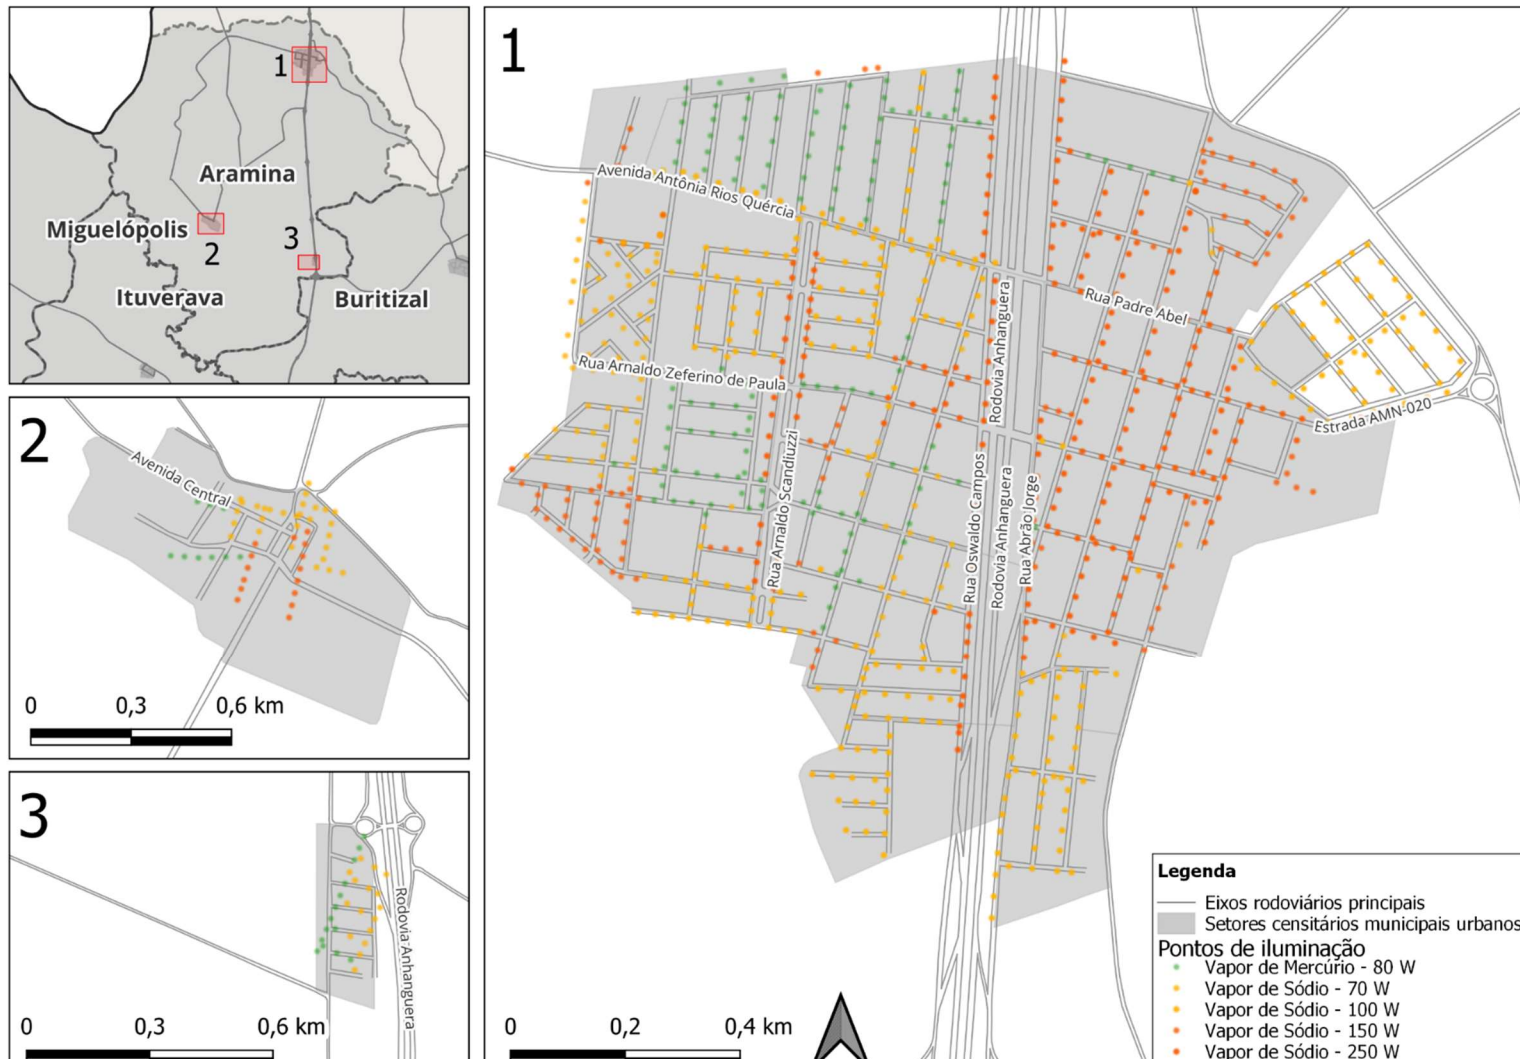 1
Aramina
Miguelópolis
2
3
Ituverava
Buritizal
2
Avenida Central
0 0,3 0,6 km
3
Rodovia Anhanguera
0 0,3 0,6 km
1
Avenida Antônia Rios Quércia
Rua Padre Abel
Rodovia Anhanguera
Rua Arnaldo Zeferino de Paula
Estrada AMN-020
Rua Arnaldo Scandiuzzi
Rua Oswaldo Campos
Rodovia Anhanguera
Rua Abrão Jorge
0 0,2 0,4 km
Legenda
Eixos rodoviários principais
Setores censitários municipais urbanos
Pontos de iluminação
Vapor de Mercúrio - 80 W
Vapor de Sódio - 70 W
Vapor de Sódio - 100 W
Vapor de Sódio - 150 W
Vapor de Sódio - 250 W